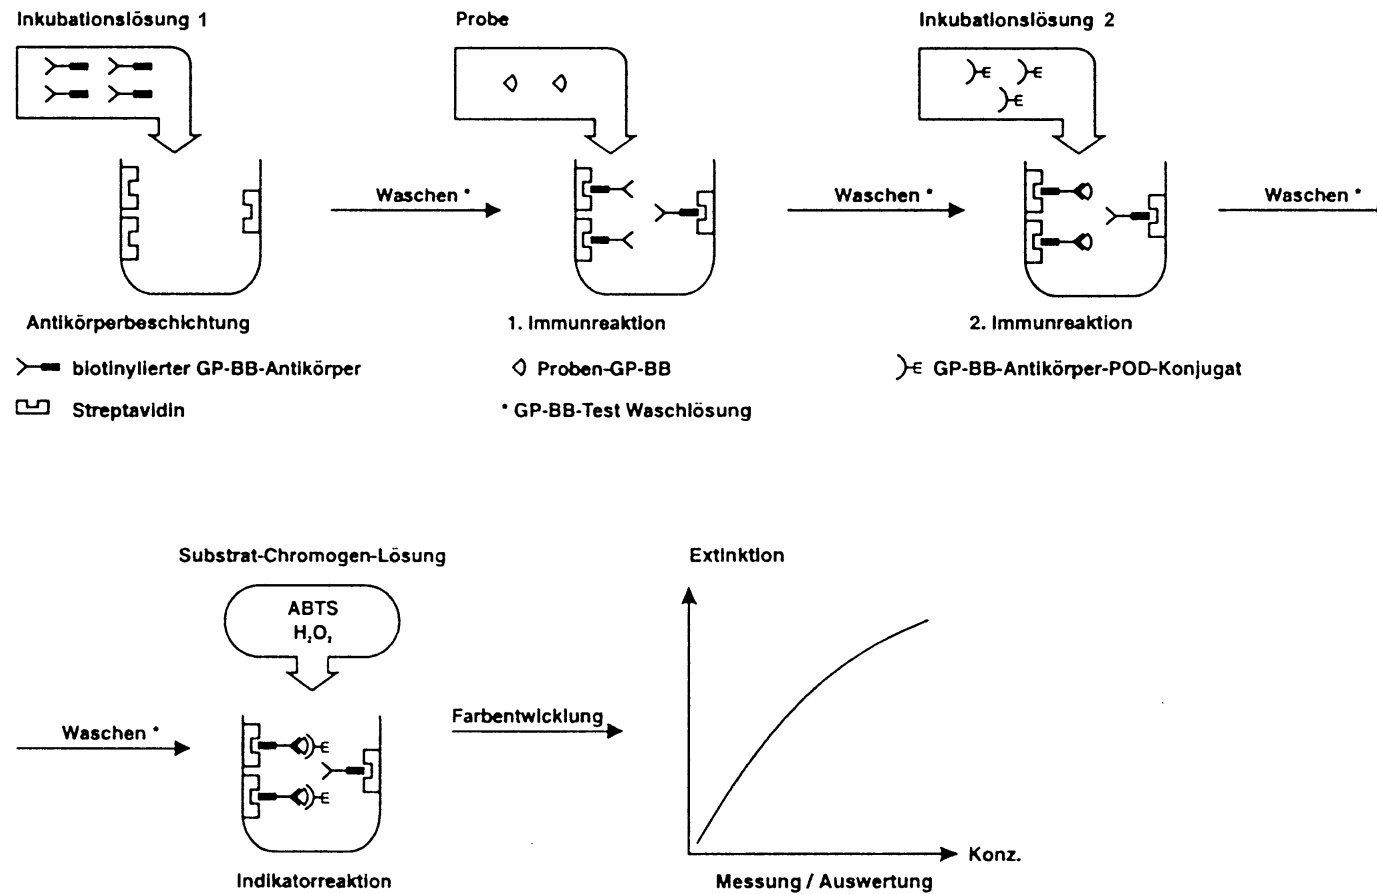 Inkubationslösung 1
Probe
Inkubationslösung 2
Waschen *
Waschen *
Waschen *
Antikörperbeschichtung
1. Immunreaktion
2. Immunreaktion
biotinylierter GP-BB-Antikörper
Proben-GP-BB
GP-BB-Antikörper-POD-Konjugat
Streptavidin
* GP-BB-Test Waschlösung
Substrat-Chromogen-Lösung
Extinktion
ABTS
H₂O₂
Waschen *
Farbentwicklung
Konz.
Indikatorreaktion
Messung / Auswertung